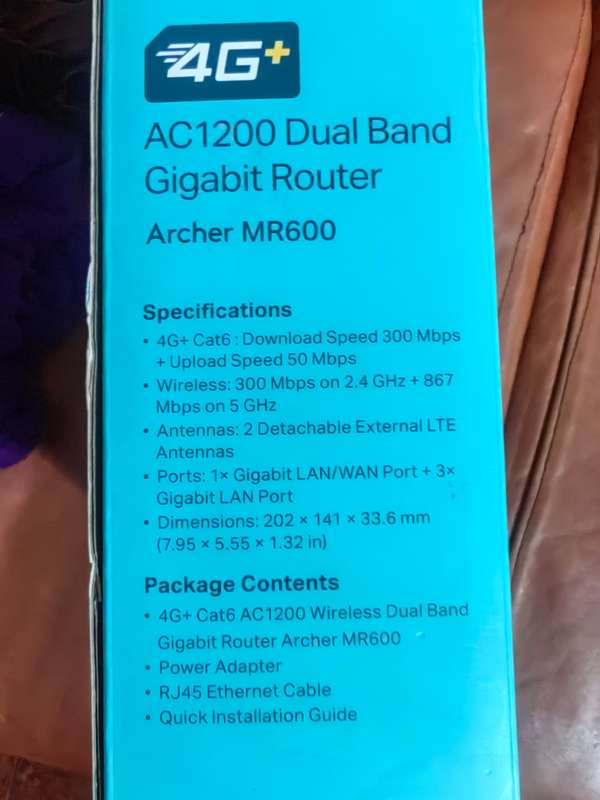 4G+
AC1200 Dual Band
Gigabit Router
Archer MR600
Specifications
• 4G+ Cat6 : Download Speed 300 Mbps
+ Upload Speed 50 Mbps
• Wireless: 300 Mbps on 2.4 GHz + 867
Mbps on 5 GHz
• Antennas: 2 Detachable External LTE
Antennas
• Ports: 1× Gigabit LAN/WAN Port + 3×
Gigabit LAN Port
• Dimensions: 202 × 141 × 33.6 mm
(7.95 × 5.55 × 1.32 in)
Package Contents
• 4G+ Cat6 AC1200 Wireless Dual Band
Gigabit Router Archer MR600
• Power Adapter
• RJ45 Ethernet Cable
• Quick Installation Guide